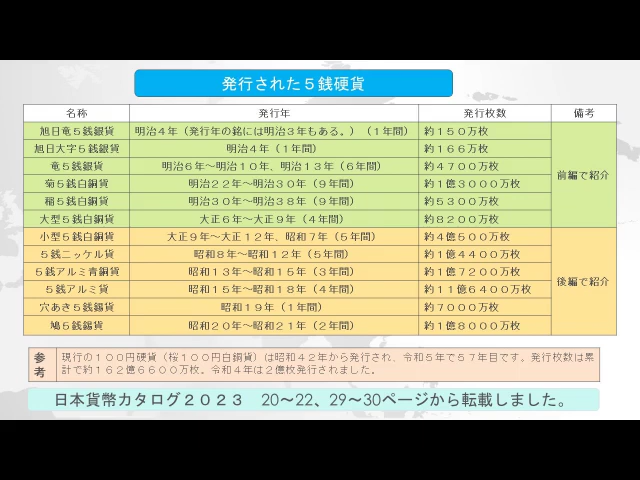 発行された５銭硬貨
名称 発行年 発行枚数 備考
旭日竜５銭銀貨 明治４年（発行年の銘には明治３年もある。）（１年間） 約１５０万枚
旭日大字５銭銀貨 明治４年（１年間） 約１６６万枚
竜５銭銀貨 明治６年〜明治１０年、明治１３年（６年間） 約４７００万枚
前編で紹介
菊５銭白銅貨 明治２２年〜明治３０年（９年間） 約１億３０００万枚
稲５銭白銅貨 明治３０年〜明治３８年（９年間） 約５３００万枚
大型５銭白銅貨 大正６年〜大正９年（４年間） 約８２００万枚
小型５銭白銅貨 大正９年〜大正１２年、昭和７年（５年間） 約４億５００万枚
５銭ニッケル貨 昭和８年〜昭和１２年（５年間） 約１億４４００万枚
５銭アルミ青銅貨 昭和１３年〜昭和１５年（３年間） 約１億７２００万枚
後編で紹介
５銭アルミ貨 昭和１５年〜昭和１８年（４年間） 約１１億６４００万枚
穴あき５銭錫貨 昭和１９年（１年間） 約７０００万枚
鳩５銭錫貨 昭和２０年〜昭和２１年（２年間） 約１億８０００万枚
参考
現行の１００円硬貨（桜１００円白銅貨）は昭和４２年から発行され、令和５年で５７年目です。発行枚数は累
計で約１６２億６６００万枚。令和４年は２億枚発行されました。
日本貨幣カタログ２０２３　20〜22、29〜30ページから転載しました。